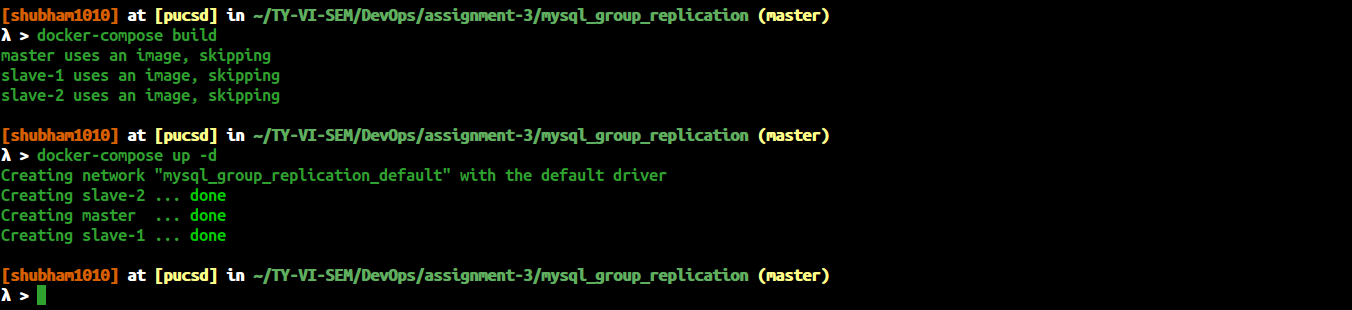 [shubham1010] at [pucsd] in ~/TY-VI-SEM/DevOps/assignment-3/mysql_group_replication (master)
λ > docker-compose build
master uses an image, skipping
slave-1 uses an image, skipping
slave-2 uses an image, skipping
[shubham1010] at [pucsd] in ~/TY-VI-SEM/DevOps/assignment-3/mysql_group_replication (master)
λ > docker-compose up -d
Creating network "mysql_group_replication_default" with the default driver
Creating slave-2 ... done
Creating master  ... done
Creating slave-1 ... done
[shubham1010] at [pucsd] in ~/TY-VI-SEM/DevOps/assignment-3/mysql_group_replication (master)
λ >